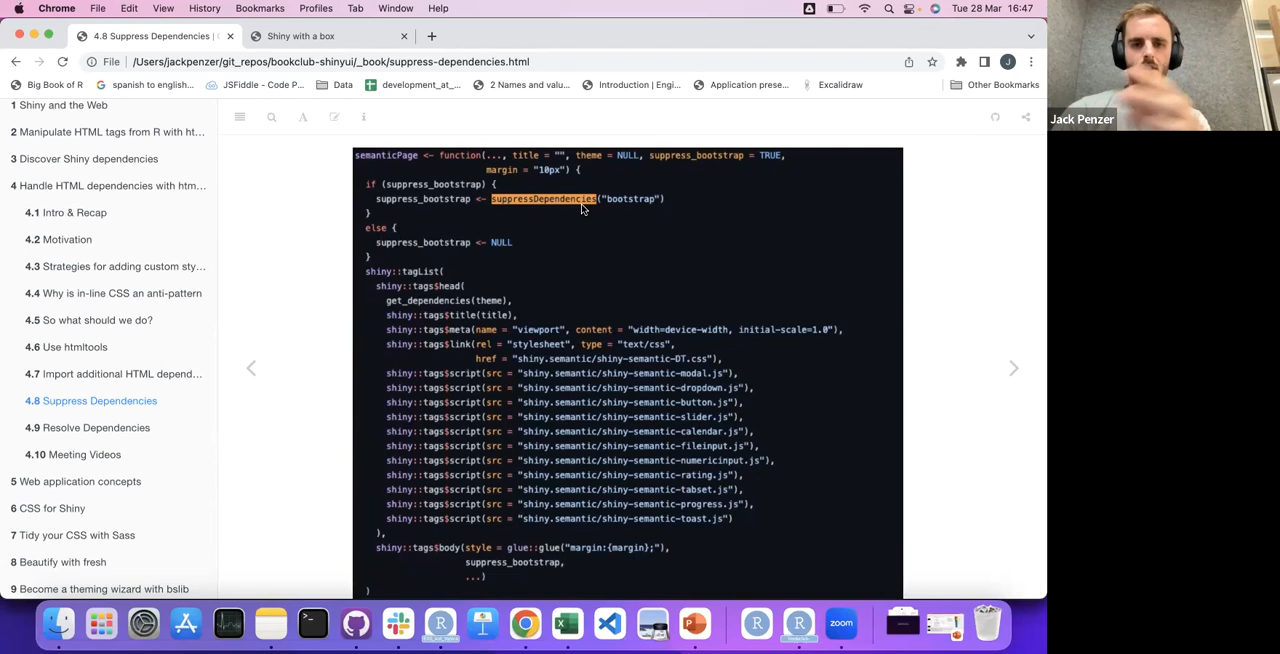 Chrome File Edit View History Bookmarks Profiles Tab Window Help Tue 28 Mar 16:47
4.8 Suppress Dependencies |
Shiny with a box
File /Users/jackpenzer/git_repos/bookclub-shinyui/_book/suppress-dependencies.html
Big Book of R
spanish to english...
JSFiddle - Code P...
Data
development_at_...
2 Names and valu...
Introduction | Engi...
Application prese...
Excalidraw
Other Bookmarks
Jack Penzer
1 Shiny and the Web
2 Manipulate HTML tags from R with ht...
3 Discover Shiny dependencies
4 Handle HTML dependencies with htm...
4.1 Intro & Recap
4.2 Motivation
4.3 Strategies for adding custom sty...
4.4 Why is in-line CSS an anti-pattern
4.5 So what should we do?
4.6 Use htmltools
4.7 Import additional HTML depend...
4.8 Suppress Dependencies
4.9 Resolve Dependencies
4.10 Meeting Videos
5 Web application concepts
6 CSS for Shiny
7 Tidy your CSS with Sass
8 Beautify with fresh
9 Become a theming wizard with bslib
semanticPage <- function(..., title = "", theme = NULL, suppress_bootstrap = TRUE,
margin = "10px") {
if (suppress_bootstrap) {
suppress_bootstrap <- suppressDependencies("bootstrap")
}
else {
suppress_bootstrap <- NULL
}
shiny::tagList(
shiny::tags$head(
get_dependencies(theme),
shiny::tags$title(title),
shiny::tags$meta(name = "viewport", content = "width=device-width, initial-scale=1.0"),
shiny::tags$link(rel = "stylesheet", type = "text/css",
href = "shiny.semantic/shiny-semantic-DT.css"),
shiny::tags$script(src = "shiny.semantic/shiny-semantic-modal.js"),
shiny::tags$script(src = "shiny.semantic/shiny-semantic-dropdown.js"),
shiny::tags$script(src = "shiny.semantic/shiny-semantic-button.js"),
shiny::tags$script(src = "shiny.semantic/shiny-semantic-slider.js"),
shiny::tags$script(src = "shiny.semantic/shiny-semantic-calendar.js"),
shiny::tags$script(src = "shiny.semantic/shiny-semantic-fileinput.js"),
shiny::tags$script(src = "shiny.semantic/shiny-semantic-numericinput.js"),
shiny::tags$script(src = "shiny.semantic/shiny-semantic-rating.js"),
shiny::tags$script(src = "shiny.semantic/shiny-semantic-tabset.js"),
shiny::tags$script(src = "shiny.semantic/shiny-semantic-progress.js"),
shiny::tags$script(src = "shiny.semantic/shiny-semantic-toast.js")
),
shiny::tags$body(style = glue::glue("margin:{margin};"),
suppress_bootstrap,
...)
)
zoom